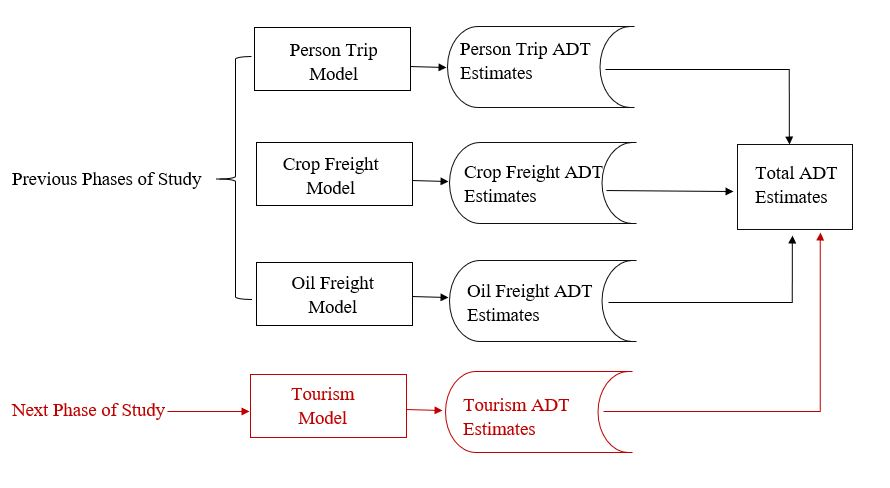 Person Trip
Model
Person Trip ADT
Estimates
Previous Phases of Study
Crop Freight
Model
Crop Freight ADT
Estimates
Total ADT
Estimates
Oil Freight
Model
Oil Freight ADT
Estimates
Next Phase of Study
Tourism
Model
Tourism ADT
Estimates